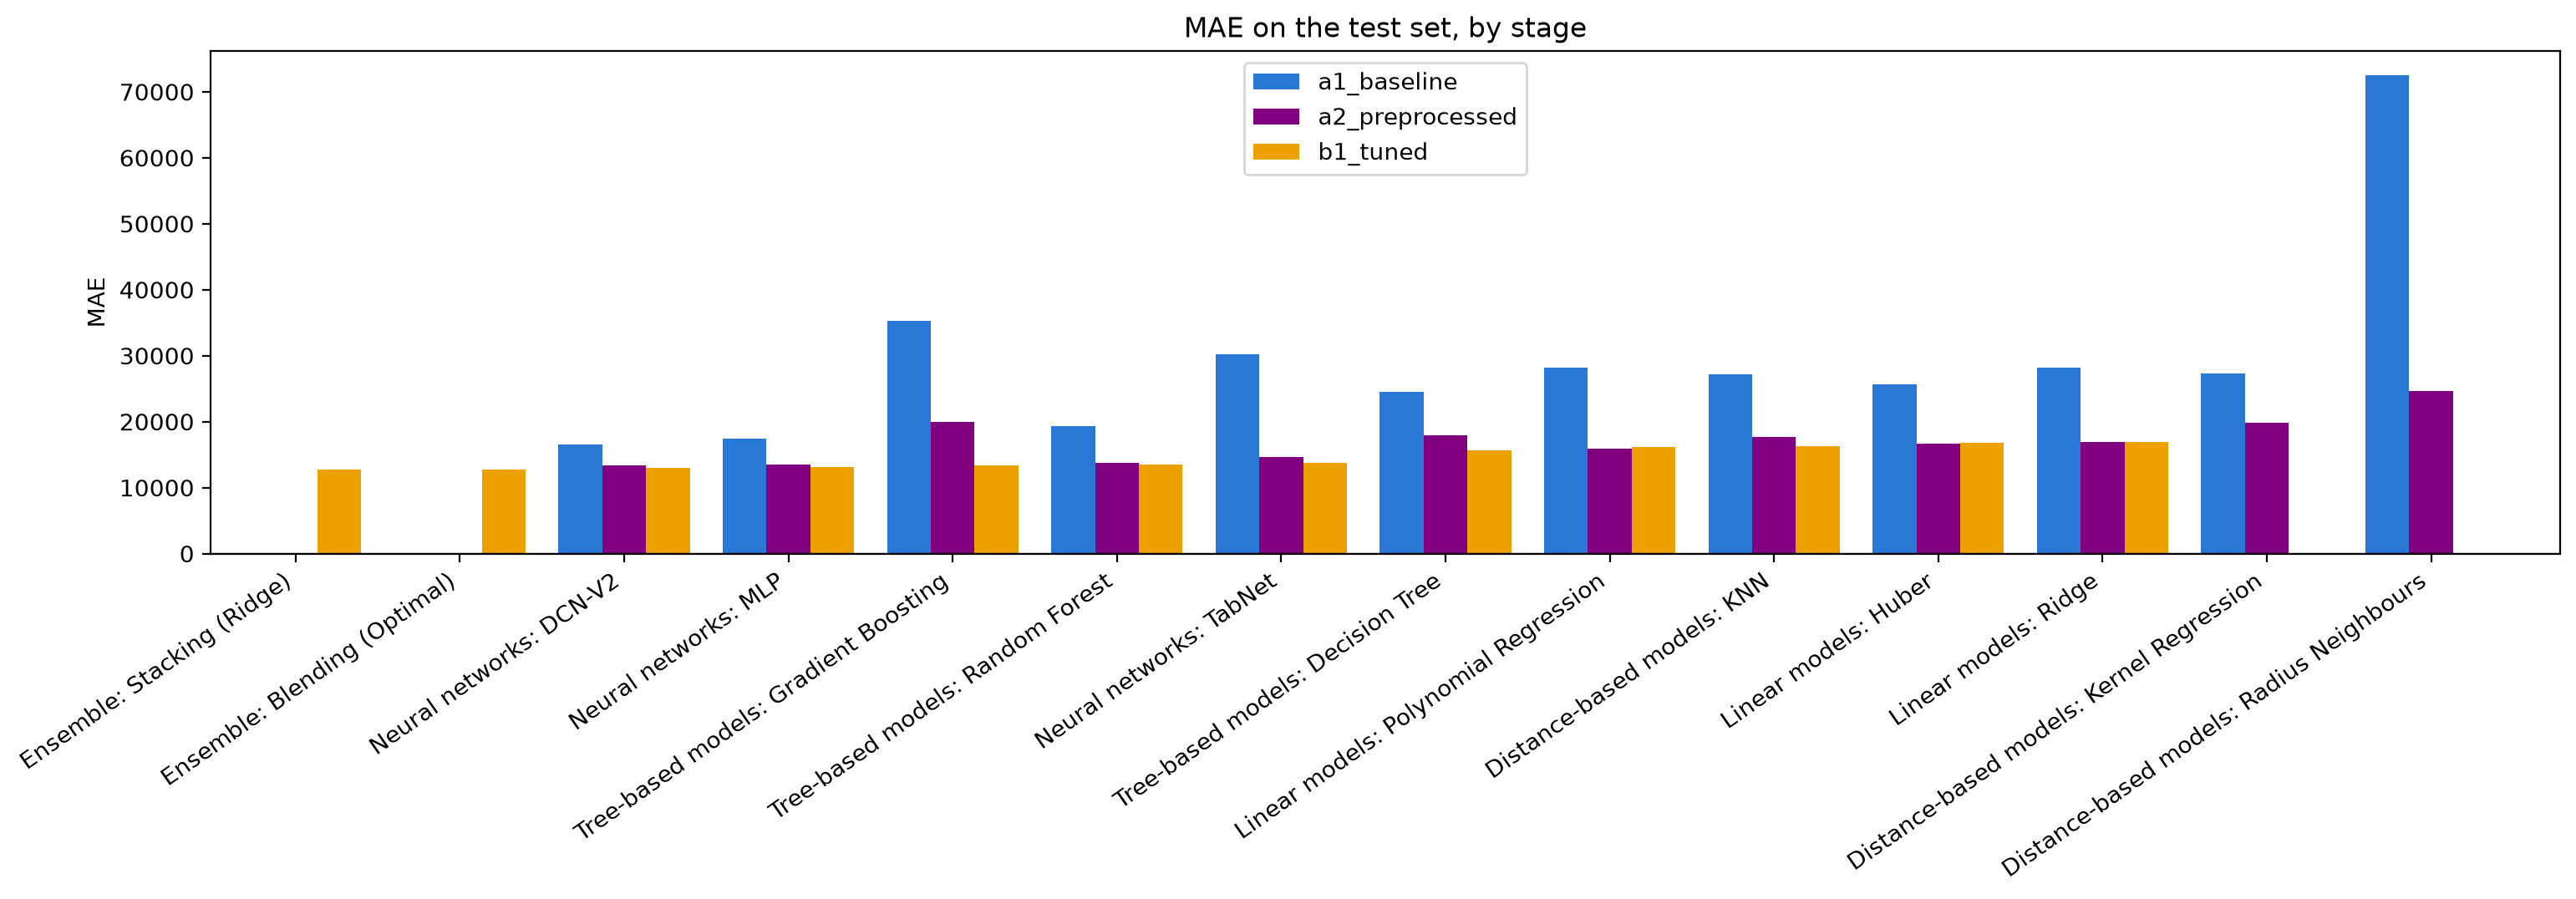 MAE on the test set, by stage
a1_baseline
a2_preprocessed
b1_tuned
MAE
70000
60000
50000
40000
30000
20000
10000
0
Ensemble: Stacking (Ridge)
Ensemble: Blending (Optimal)
Neural networks: DCN-V2
Neural networks: MLP
Tree-based models: Gradient Boosting
Tree-based models: Random Forest
Neural networks: TabNet
Tree-based models: Decision Tree
Linear models: Polynomial Regression
Distance-based models: KNN
Linear models: Huber
Linear models: Ridge
Distance-based models: Kernel Regression
Distance-based models: Radius Neighbours